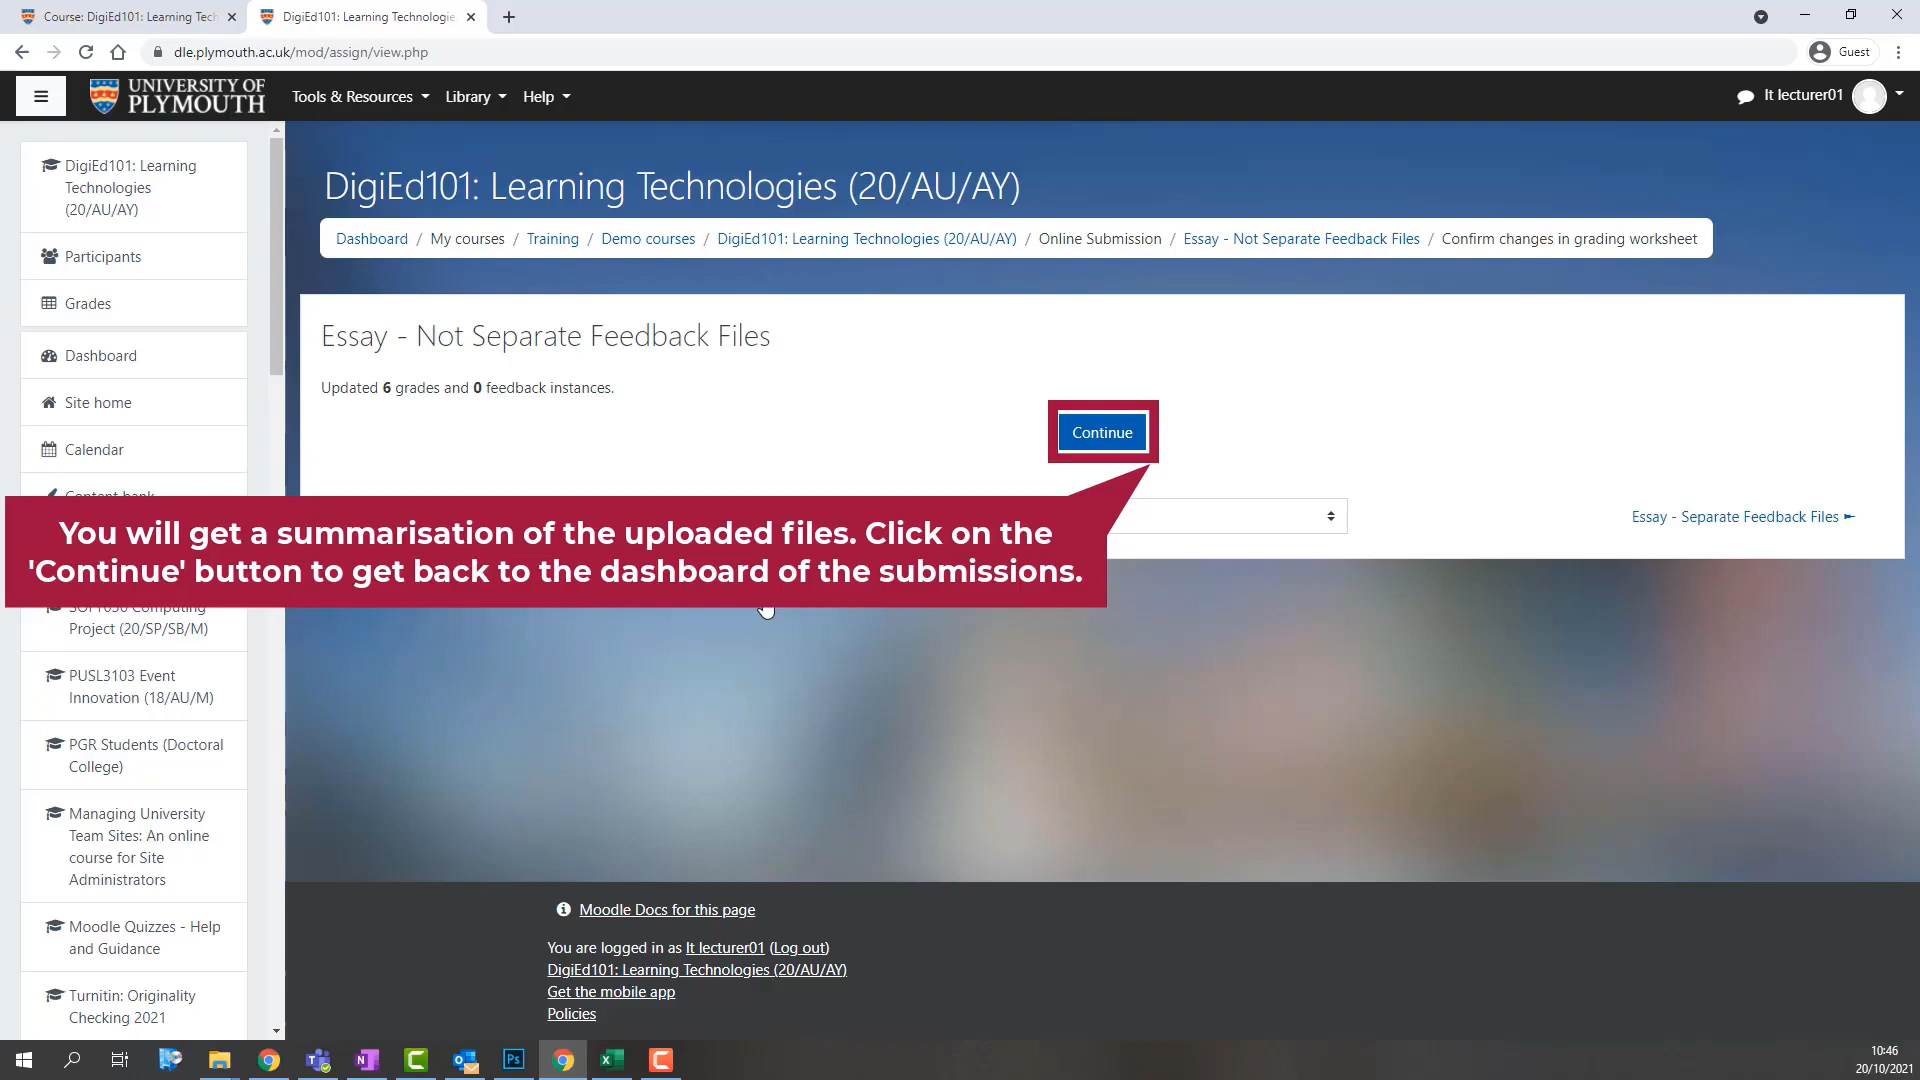 Course: DigiEd101: Learning Tech
DigiEd101: Learning Technologie
dle.plymouth.ac.uk/mod/assign/view.php
Guest
UNIVERSITY OF
PLYMOUTH
Tools & Resources
Library
Help
lt lecturer01
DigiEd101: Learning
Technologies
(20/AU/AY)
Participants
Grades
Dashboard
Site home
Calendar
DigiEd101: Learning Technologies (20/AU/AY)
Dashboard / My courses / Training / Demo courses / DigiEd101: Learning Technologies (20/AU/AY) / Online Submission / Essay - Not Separate Feedback Files / Confirm changes in grading worksheet
Essay - Not Separate Feedback Files
Updated 6 grades and 0 feedback instances.
Continue
You will get a summarisation of the uploaded files. Click on the
'Continue' button to get back to the dashboard of the submissions.
Essay - Separate Feedback Files
Project (20/SP/SB/M)
PUSL3103 Event
Innovation (18/AU/M)
PGR Students (Doctoral
College)
Managing University
Team Sites: An online
course for Site
Administrators
Moodle Quizzes - Help
and Guidance
Turnitin: Originality
Checking 2021
Moodle Docs for this page
You are logged in as lt lecturer01 (Log out)
DigiEd101: Learning Technologies (20/AU/AY)
Get the mobile app
Policies
10:46
20/10/2021